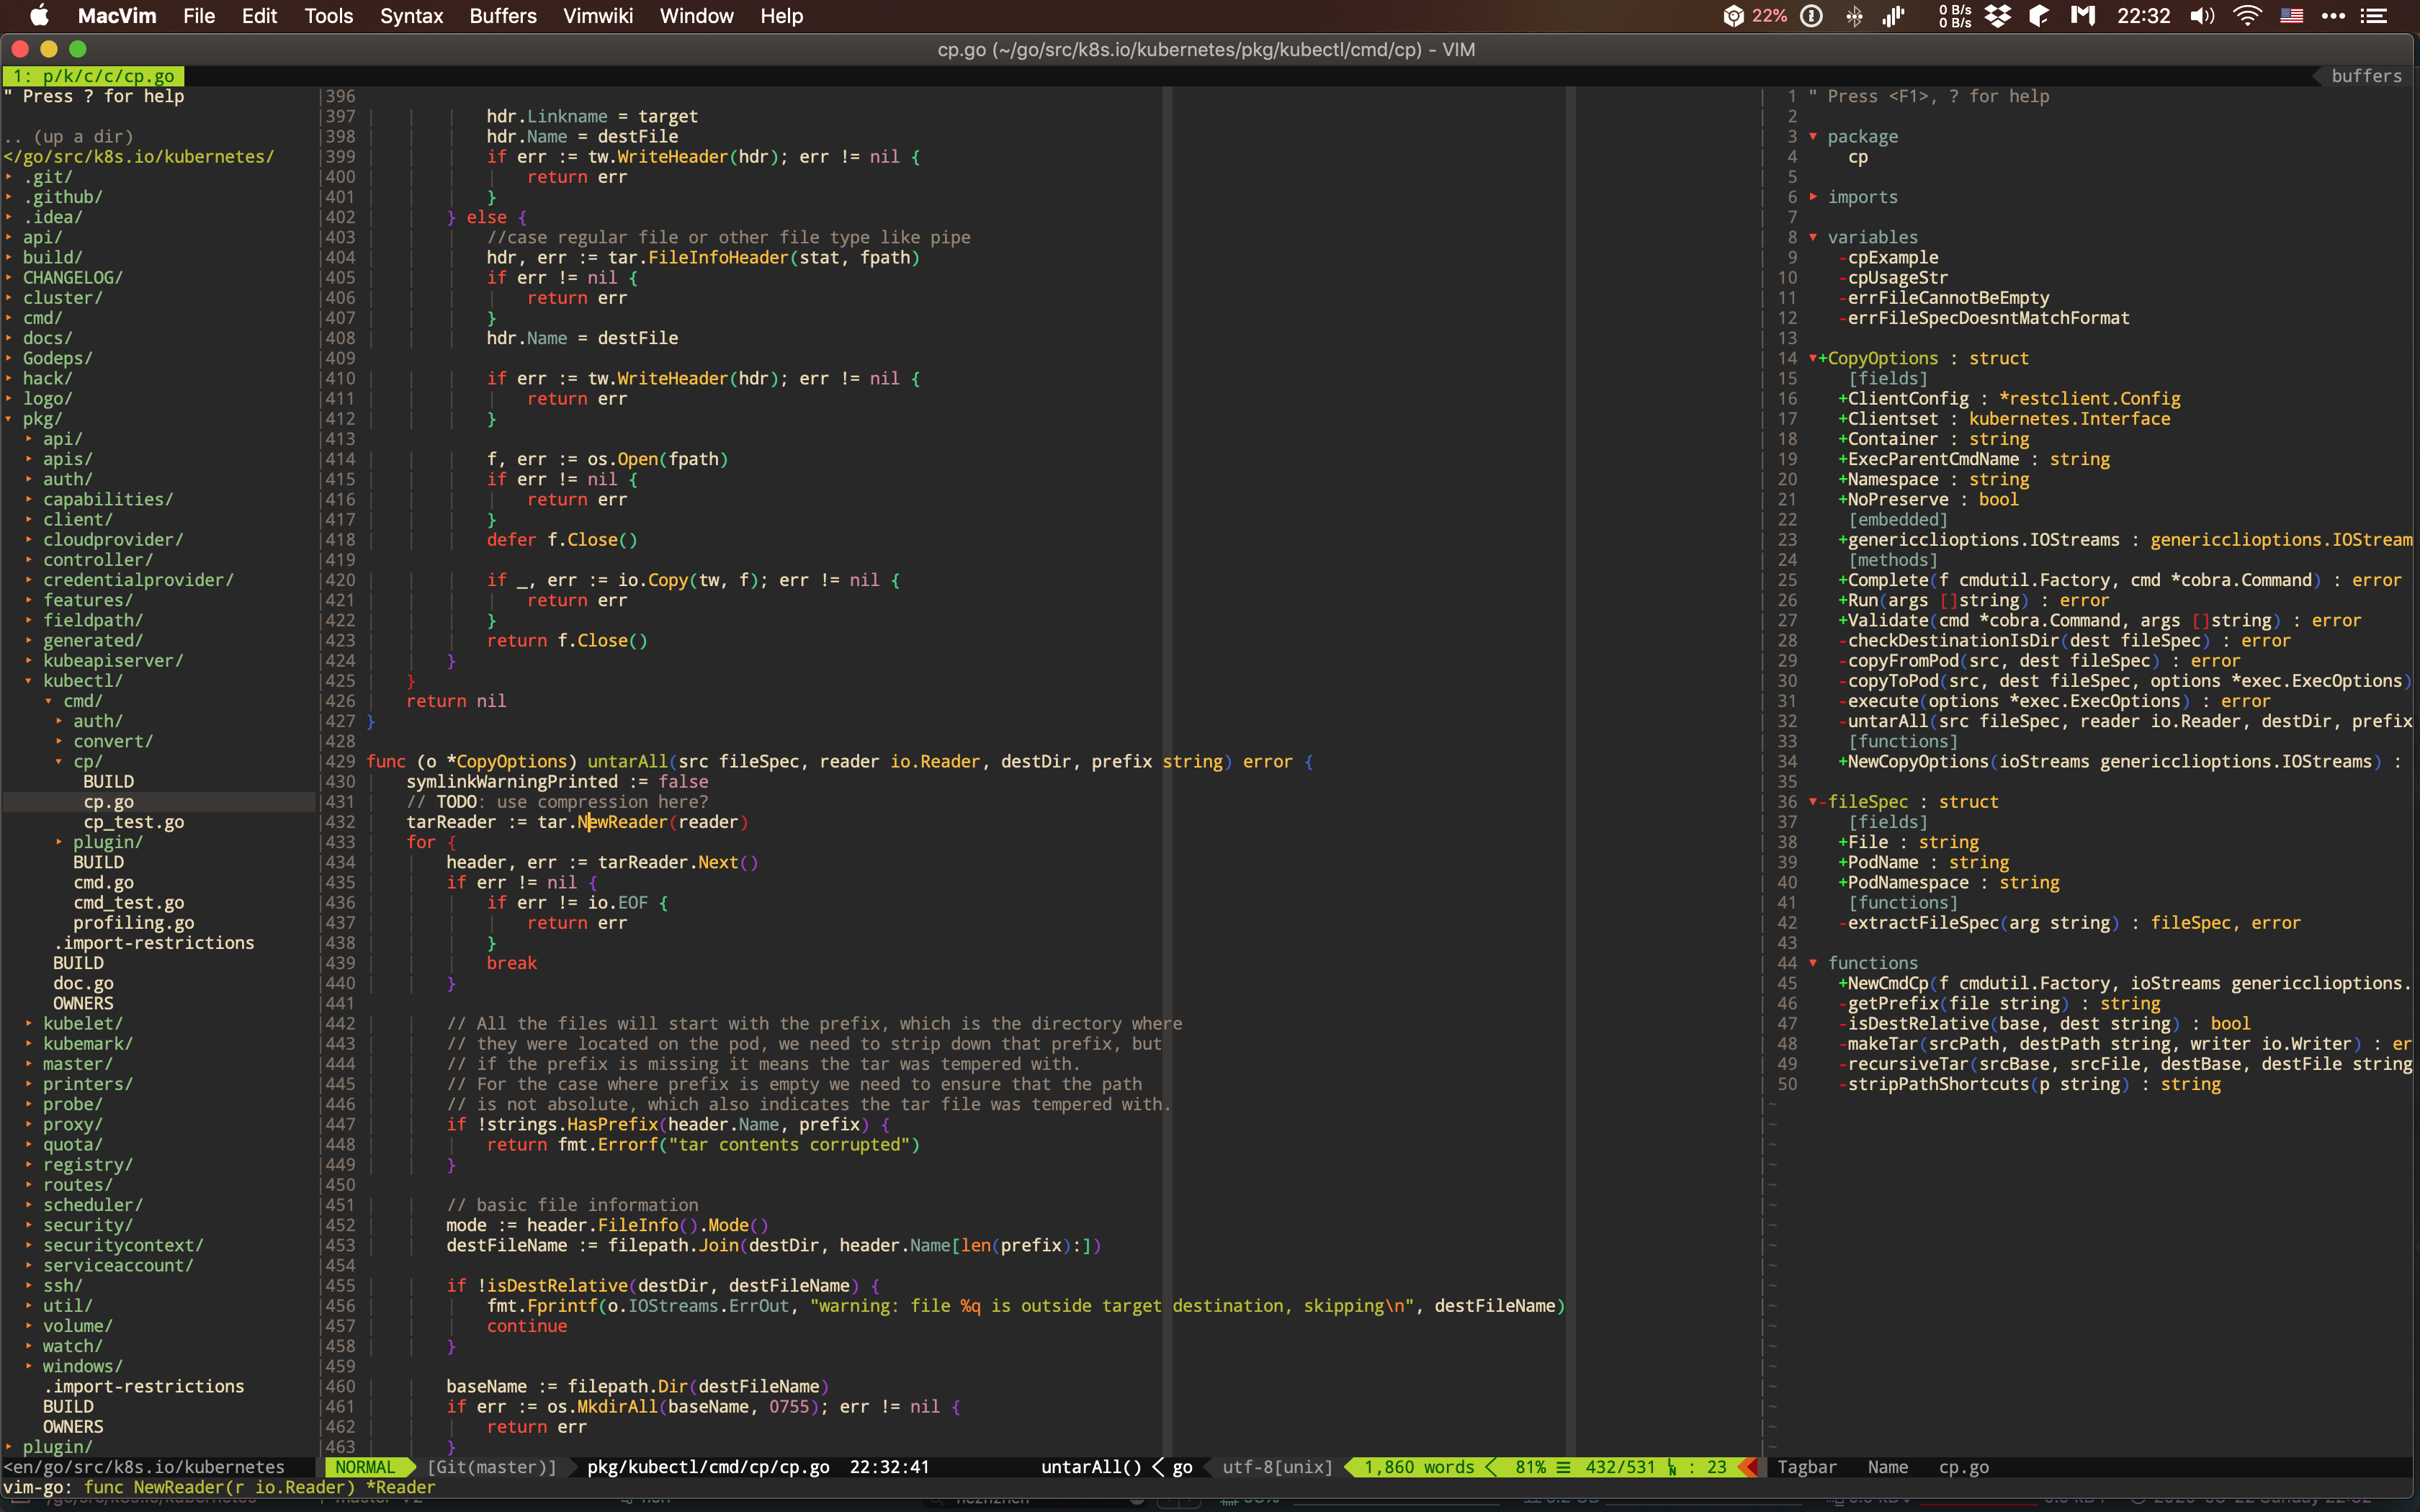 MacVim File Edit Tools Syntax Buffers Vimwiki Window Help
22% 0 B/s 0 B/s 22:32
cp.go (~/go/src/k8s.io/kubernetes/pkg/kubectl/cmd/cp) - VIM
1: p/k/c/c/cp.go
buffers
" Press ? for help
.. (up a dir)
</go/src/k8s.io/kubernetes/
▸ .git/
▸ .github/
▸ .idea/
▸ api/
▸ build/
▸ CHANGELOG/
▸ cluster/
▸ cmd/
▸ docs/
▸ Godeps/
▸ hack/
▸ logo/
▾ pkg/
▸ api/
▸ apis/
▸ auth/
▸ capabilities/
▸ client/
▸ cloudprovider/
▸ controller/
▸ credentialprovider/
▸ features/
▸ fieldpath/
▸ generated/
▸ kubeapiserver/
▾ kubectl/
▾ cmd/
▸ auth/
▸ convert/
▾ cp/
BUILD
cp.go
cp_test.go
▸ plugin/
BUILD
cmd.go
cmd_test.go
profiling.go
.import-restrictions
BUILD
doc.go
OWNERS
▸ kubelet/
▸ kubemark/
▸ master/
▸ printers/
▸ probe/
▸ proxy/
▸ quota/
▸ registry/
▸ routes/
▸ scheduler/
▸ security/
▸ securitycontext/
▸ serviceaccount/
▸ ssh/
▸ util/
▸ volume/
▸ watch/
▸ windows/
.import-restrictions
BUILD
OWNERS
▸ plugin/
<en/go/src/k8s.io/kubernetes
396
397 hdr.Linkname = target
398 hdr.Name = destFile
399 if err := tw.WriteHeader(hdr); err != nil {
400 return err
401 }
402 } else {
403 //case regular file or other file type like pipe
404 hdr, err := tar.FileInfoHeader(stat, fpath)
405 if err != nil {
406 return err
407 }
408 hdr.Name = destFile
409
410 if err := tw.WriteHeader(hdr); err != nil {
411 return err
412 }
413
414 f, err := os.Open(fpath)
415 if err != nil {
416 return err
417 }
418 defer f.Close()
419
420 if _, err := io.Copy(tw, f); err != nil {
421 return err
422 }
423 return f.Close()
424 }
425 }
426 return nil
427 }
428
429 func (o *CopyOptions) untarAll(src fileSpec, reader io.Reader, destDir, prefix string) error {
430 symlinkWarningPrinted := false
431 // TODO: use compression here?
432 tarReader := tar.NewReader(reader)
433 for {
434 header, err := tarReader.Next()
435 if err != nil {
436 if err != io.EOF {
437 return err
438 }
439 break
440 }
441
442 // All the files will start with the prefix, which is the directory where
443 // they were located on the pod, we need to strip down that prefix, but
444 // if the prefix is missing it means the tar was tempered with.
445 // For the case where prefix is empty we need to ensure that the path
446 // is not absolute, which also indicates the tar file was tempered with.
447 if !strings.HasPrefix(header.Name, prefix) {
448 return fmt.Errorf("tar contents corrupted")
449 }
450
451 // basic file information
452 mode := header.FileInfo().Mode()
453 destFileName := filepath.Join(destDir, header.Name[len(prefix):])
454
455 if !isDestRelative(destDir, destFileName) {
456 fmt.Fprintf(o.IOStreams.ErrOut, "warning: file %q is outside target destination, skipping\n", destFileName)
457 continue
458 }
459
460 baseName := filepath.Dir(destFileName)
461 if err := os.MkdirAll(baseName, 0755); err != nil {
462 return err
463 }
NORMAL [Git(master)] pkg/kubectl/cmd/cp/cp.go 22:32:41 untarAll() < go utf-8[unix] 1,860 words < 81% ☰ 432/531 : 23
1 " Press <F1>, ? for help
2
3 ▾ package
4 cp
5
6 ▸ imports
7
8 ▾ variables
9 -cpExample
10 -cpUsageStr
11 -errFileCannotBeEmpty
12 -errFileSpecDoesntMatchFormat
13
14 ▾+CopyOptions : struct
15 [fields]
16 +ClientConfig : *restclient.Config
17 +Clientset : kubernetes.Interface
18 +Container : string
19 +ExecParentCmdName : string
20 +Namespace : string
21 +NoPreserve : bool
22 [embedded]
23 +genericclioptions.IOStreams : genericclioptions.IOStream
24 [methods]
25 +Complete(f cmdutil.Factory, cmd *cobra.Command) : error
26 +Run(args []string) : error
27 +Validate(cmd *cobra.Command, args []string) : error
28 -checkDestinationIsDir(dest fileSpec) : error
29 -copyFromPod(src, dest fileSpec) : error
30 -copyToPod(src, dest fileSpec, options *exec.ExecOptions)
31 -execute(options *exec.ExecOptions) : error
32 -untarAll(src fileSpec, reader io.Reader, destDir, prefix
33 [functions]
34 +NewCopyOptions(ioStreams genericclioptions.IOStreams) :
35
36 ▾-fileSpec : struct
37 [fields]
38 +File : string
39 +PodName : string
40 +PodNamespace : string
41 [functions]
42 -extractFileSpec(arg string) : fileSpec, error
43
44 ▾ functions
45 +NewCmdCp(f cmdutil.Factory, ioStreams genericclioptions.
46 -getPrefix(file string) : string
47 -isDestRelative(base, dest string) : bool
48 -makeTar(srcPath, destPath string, writer io.Writer) : er
49 -recursiveTar(srcBase, srcFile, destBase, destFile string
50 -stripPathShortcuts(p string) : string
Tagbar Name cp.go
vim-go: func NewReader(r io.Reader) *Reader